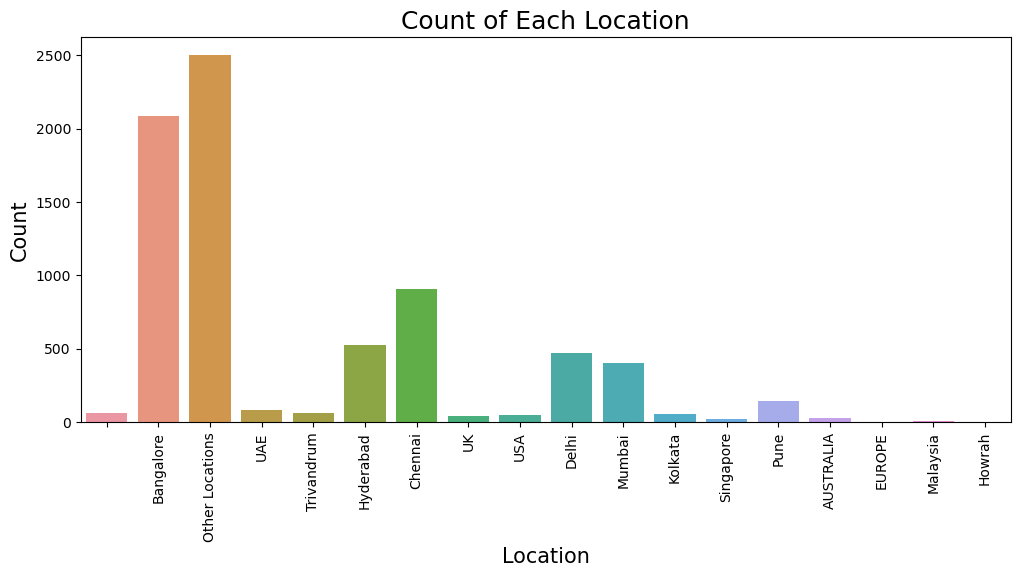 Count of Each Location
Count
2500
2000
1500
1000
500
0
Bangalore
Other Locations
UAE
Trivandrum
Hyderabad
Chennai
UK
USA
Delhi
Mumbai
Kolkata
Singapore
Pune
AUSTRALIA
EUROPE
Malaysia
Howrah
Location